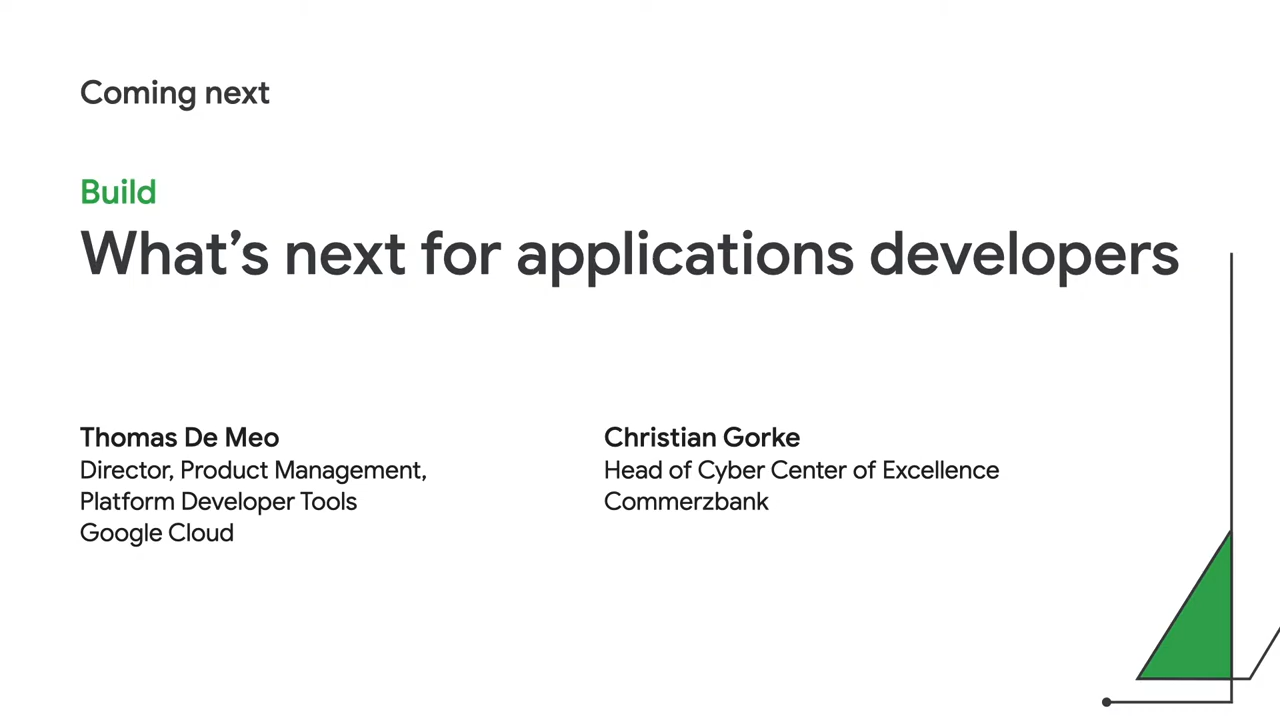 Coming next
Build
What’s next for applications developers
Thomas De Meo
Director, Product Management,
Platform Developer Tools
Google Cloud
Christian Gorke
Head of Cyber Center of Excellence
Commerzbank